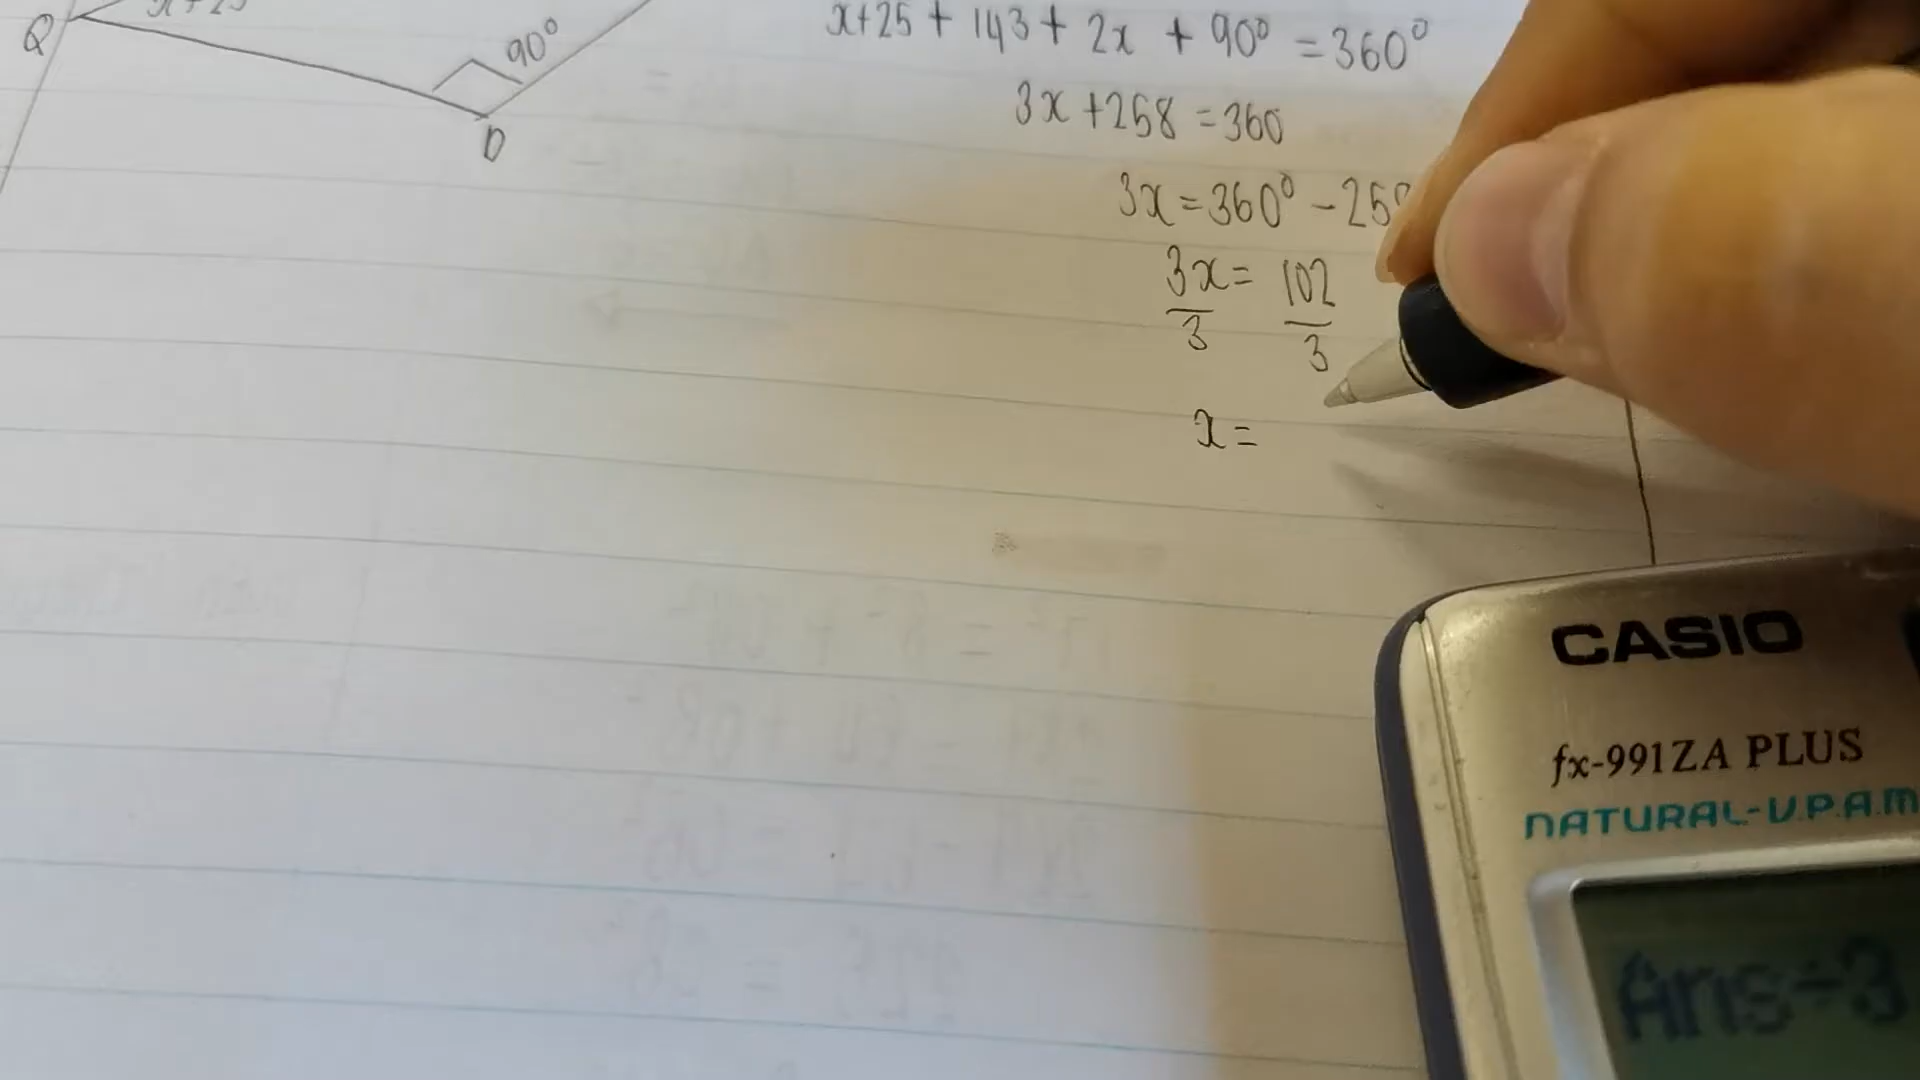 x+25
Q
90°
D
x+25 + 143 + 2x + 90° = 360°
3x + 258 = 360
3x = 360° - 258
3x = 102
3 3
x =
CASIO
fx-991ZA PLUS
NATURAL-V.P.A.M
Ans÷3